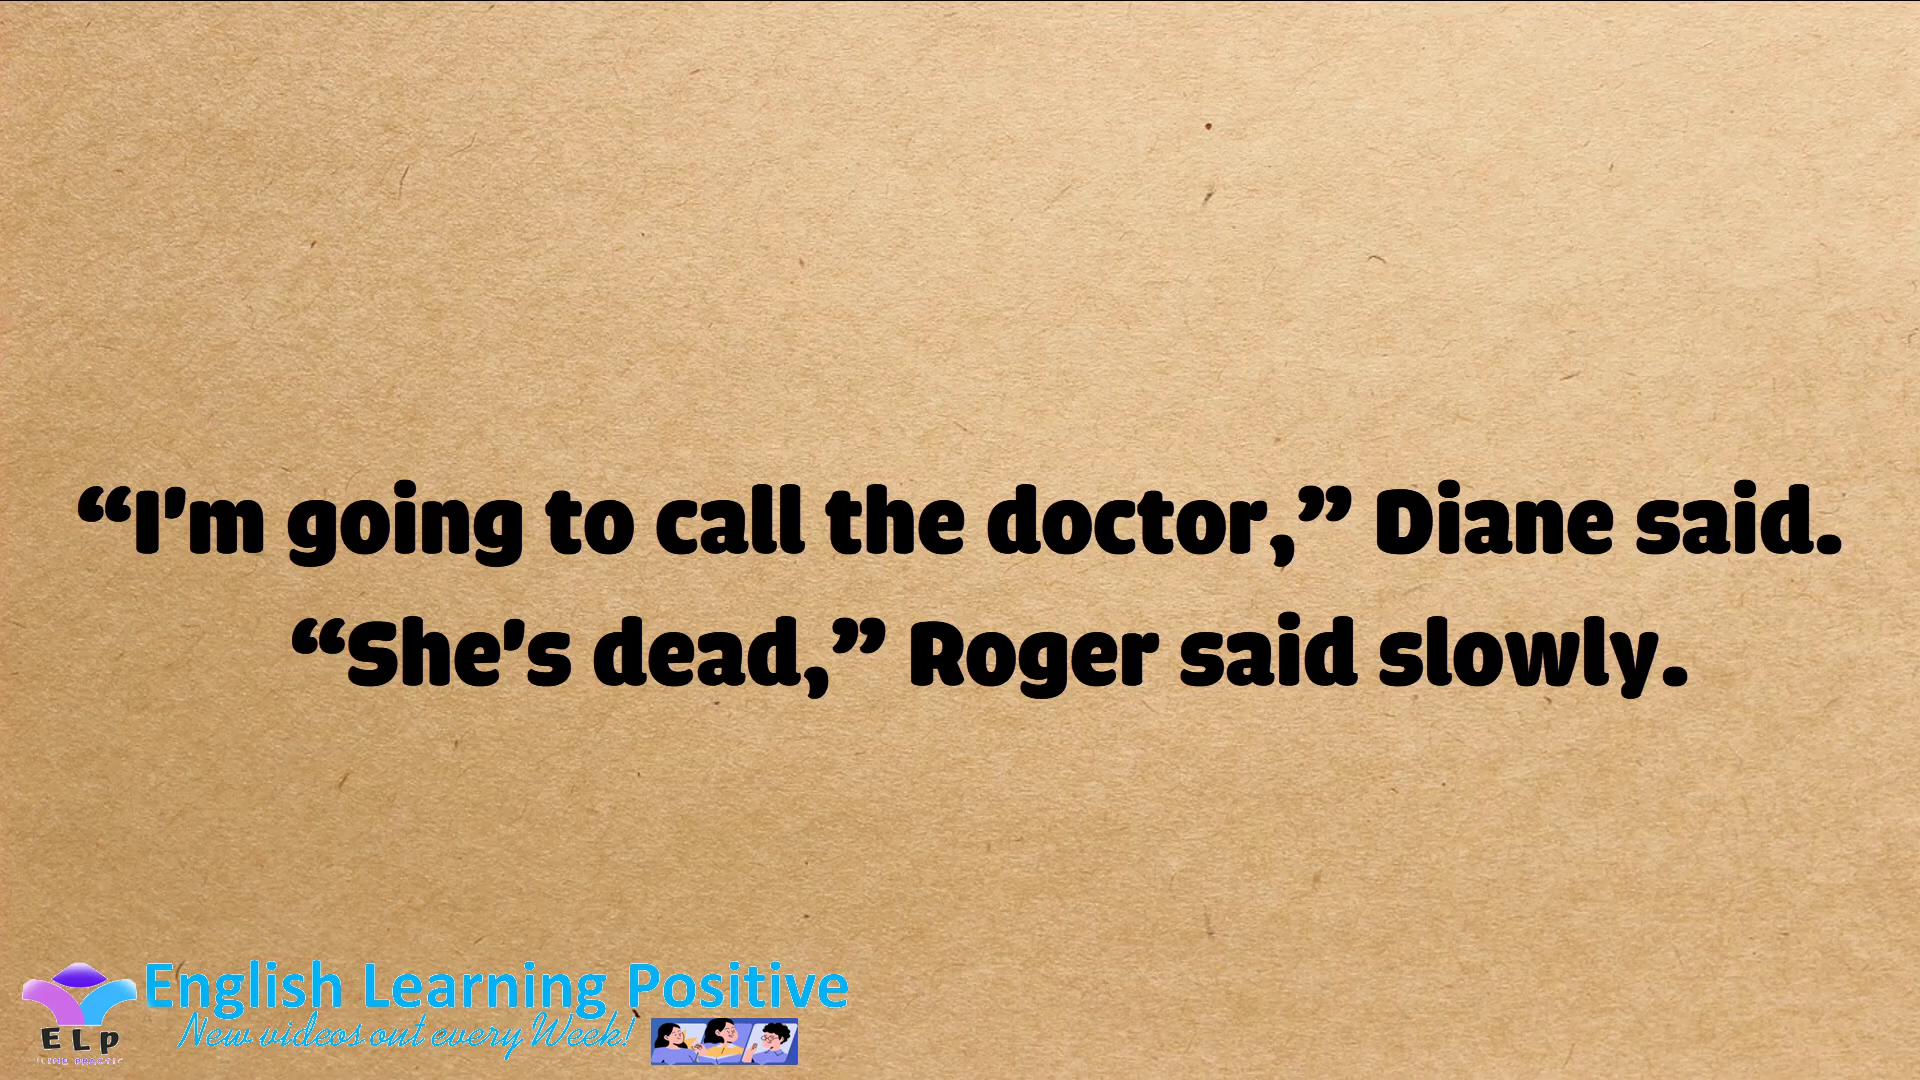 “I'm going to call the doctor,” Diane said.
“She's dead,” Roger said slowly.
English Learning Positive
New videos out every Week!
ELP